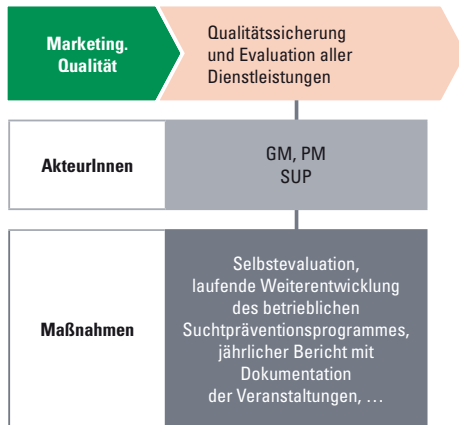 Marketing.
Qualität
Qualitätssicherung
und Evaluation aller
Dienstleistungen
AkteurInnen
GM, PM
SUP
Maßnahmen
Selbstevaluation,
laufende Weiterentwicklung
des betrieblichen
Suchtpräventionsprogrammes,
jährlicher Bericht mit
Dokumentation
der Veranstaltungen, …